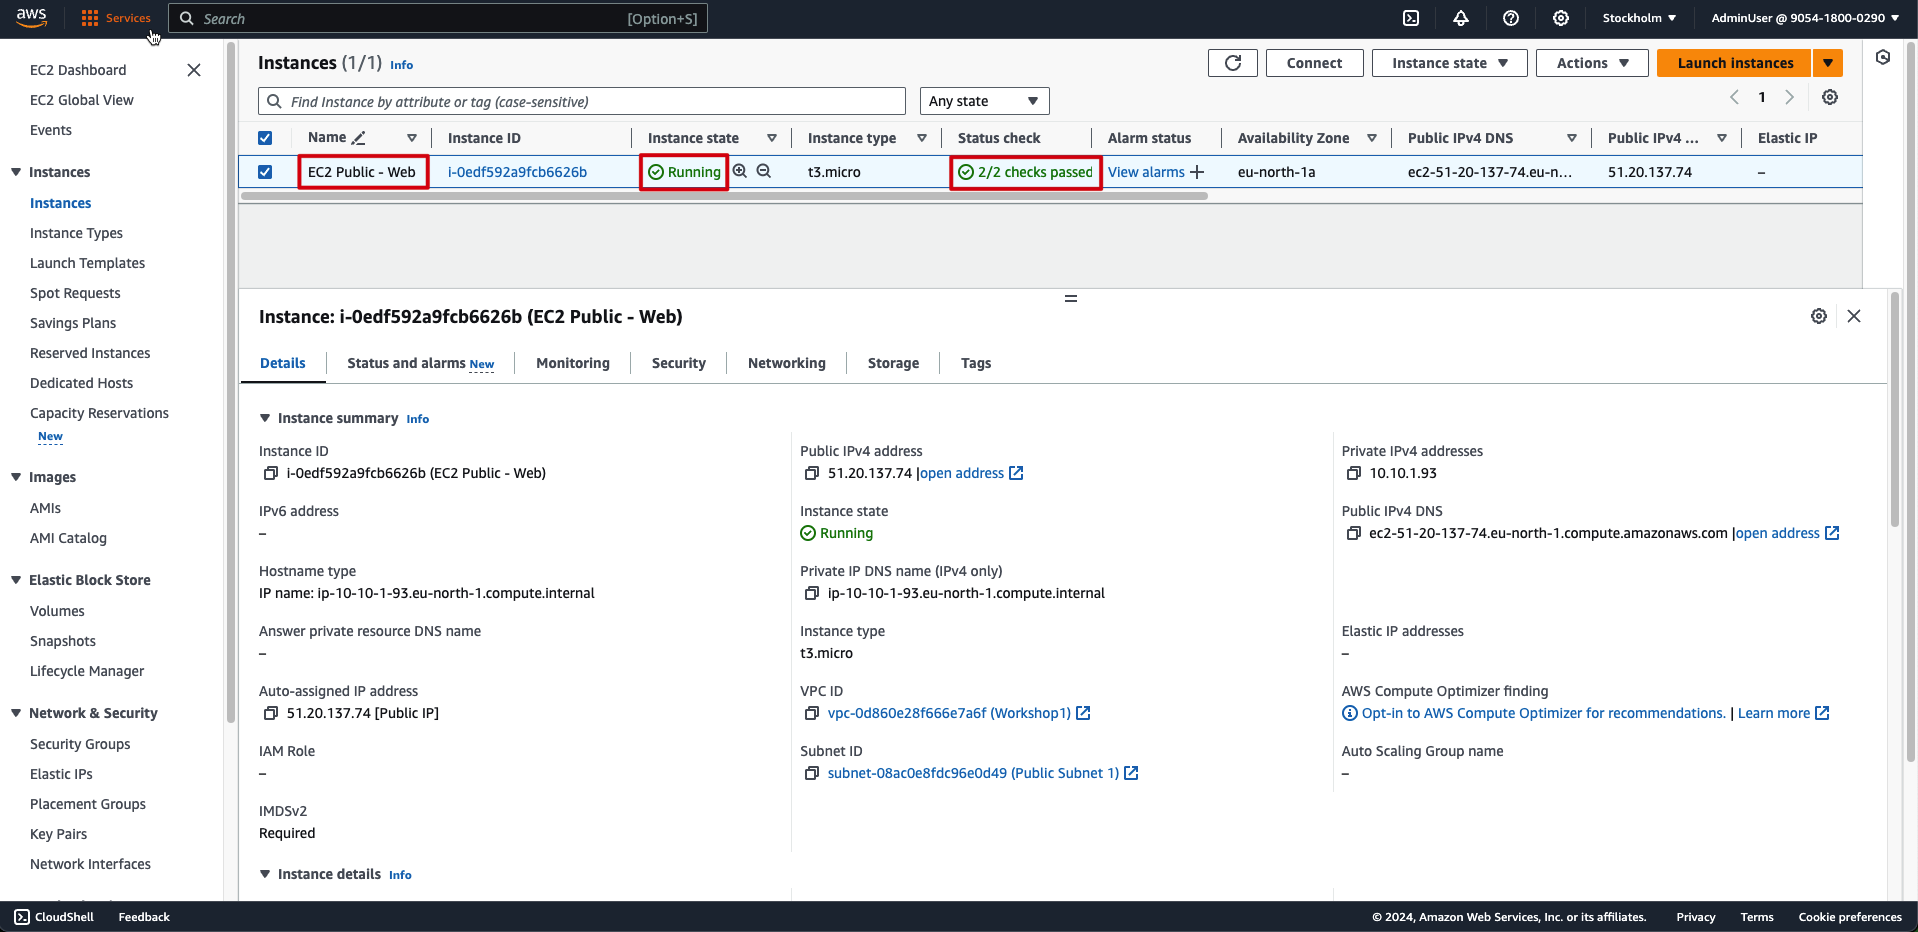 aws Services Search [Option+S] Stockholm AdminUser @ 9054-1800-0290
EC2 Dashboard
EC2 Global View
Events
Instances
Instances
Instance Types
Launch Templates
Spot Requests
Savings Plans
Reserved Instances
Dedicated Hosts
Capacity Reservations
New
Images
AMIs
AMI Catalog
Elastic Block Store
Volumes
Snapshots
Lifecycle Manager
Network & Security
Security Groups
Elastic IPs
Placement Groups
Key Pairs
Network Interfaces
Instances (1/1) Info Connect Instance state Actions Launch instances
Find Instance by attribute or tag (case-sensitive) Any state 1
Name Instance ID Instance state Instance type Status check Alarm status Availability Zone Public IPv4 DNS Public IPv4 ... Elastic IP
EC2 Public - Web i-0edf592a9fcb6626b Running t3.micro 2/2 checks passed View alarms + eu-north-1a ec2-51-20-137-74.eu-n... 51.20.137.74 –
Instance: i-0edf592a9fcb6626b (EC2 Public - Web)
Details Status and alarms New Monitoring Security Networking Storage Tags
Instance summary Info
Instance ID Public IPv4 address Private IPv4 addresses
i-0edf592a9fcb6626b (EC2 Public - Web) 51.20.137.74 |open address 10.10.1.93
IPv6 address Instance state Public IPv4 DNS
– Running ec2-51-20-137-74.eu-north-1.compute.amazonaws.com |open address
Hostname type Private IP DNS name (IPv4 only)
IP name: ip-10-10-1-93.eu-north-1.compute.internal ip-10-10-1-93.eu-north-1.compute.internal
Answer private resource DNS name Instance type Elastic IP addresses
– t3.micro –
Auto-assigned IP address VPC ID AWS Compute Optimizer finding
51.20.137.74 [Public IP] vpc-0d860e28f666e7a6f (Workshop1) Opt-in to AWS Compute Optimizer for recommendations. | Learn more
IAM Role Subnet ID Auto Scaling Group name
– subnet-08ac0e8fdc96e0d49 (Public Subnet 1) –
IMDSv2
Required
Instance details Info
CloudShell Feedback © 2024, Amazon Web Services, Inc. or its affiliates. Privacy Terms Cookie preferences